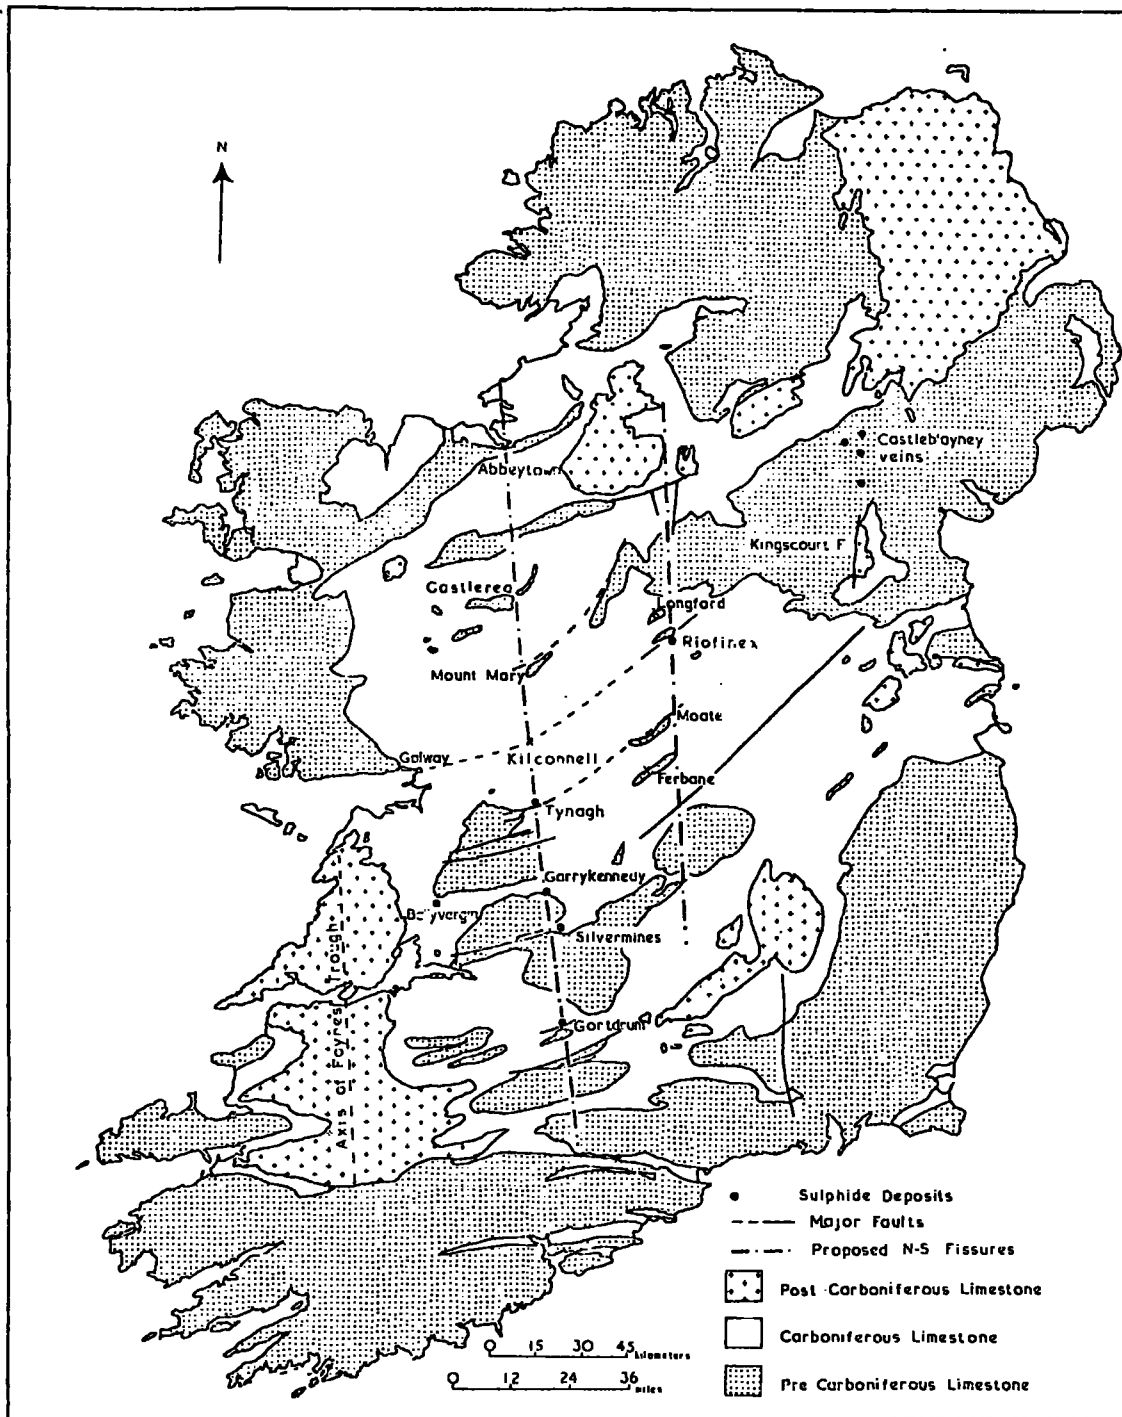 N
Abbeytown
Castleb'ayney
veins
Kingscourt F
Castlerea
Longford
Riofinex
Mount Mary
Moate
Galway
Kilconnell
Ferbane
Tynagh
Garrykennedy
Silvermines
Trough
Axis of Foynes
Gortdrum
Sulphide Deposits
Major Faults
Proposed N-S Fissures
Post Carboniferous Limestone
Carboniferous Limestone
Pre Carboniferous Limestone
0 15 30 45
kilometers
0 12 24 36
miles